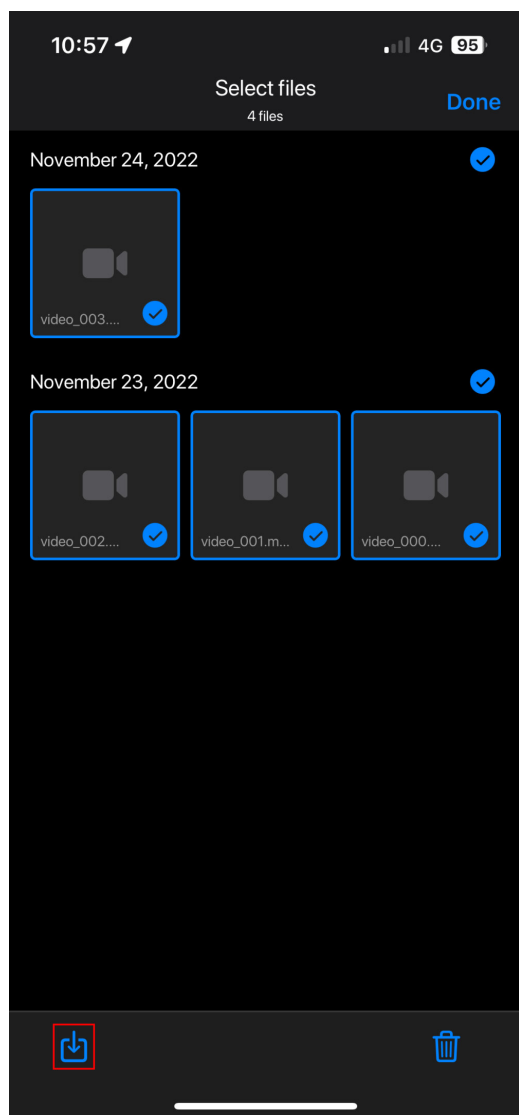 10:57
4G 95
Select files
4 files
Done
November 24, 2022
video_003....
November 23, 2022
video_002....
video_001.m...
video_000....